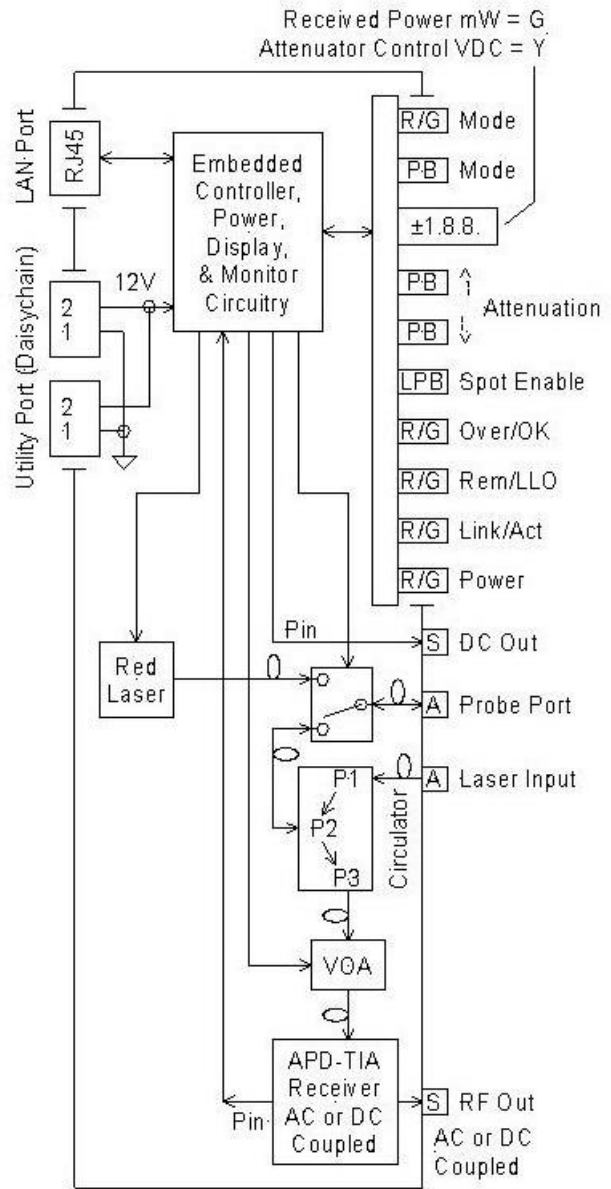 Received Power mW = G
Attenuator Control VDC = Y
LAN Port
RJ45
Embedded
Controller,
Power,
Display,
& Monitor
Circuitry
R/G Mode
PB Mode
±1.8.8.
PB
PB
Attenuation
LPB Spot Enable
R/G Over/OK
R/G Rem/LLO
R/G Link/Act
R/G Power
Utility Port (Daisychain)
12V
2
1
2
1
Pin
S DC Out
Red
Laser
A Probe Port
A Laser Input
P1
P2
P3
Circulator
VOA
APD-TIA
Receiver
AC or DC
Coupled
Pin
S RF Out
AC or DC
Coupled